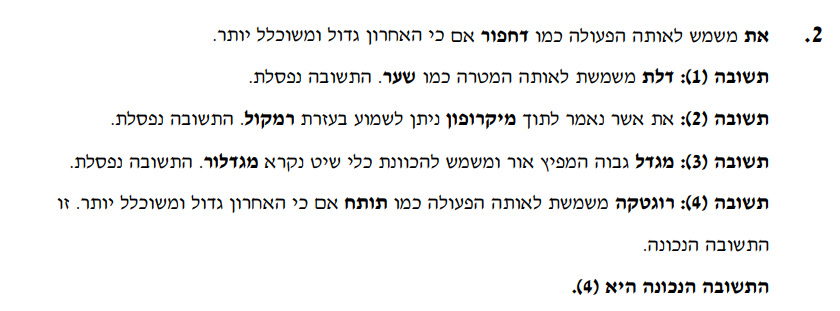 2. את משמש לאותה הפעולה כמו דחפור אם כי האחרון גדול ומשוכלל יותר.
תשובה (1): דלת משמשת לאותה המטרה כמו שער. התשובה נפסלת.
תשובה (2): את אשר נאמר לתוך מיקרופון ניתן לשמוע בעזרת רמקול. התשובה נפסלת.
תשובה (3): מגדל גבוה המפיץ אור ומשמש להכוונת כלי שיט נקרא מגדלור. התשובה נפסלת.
תשובה (4): רוגטקה משמשת לאותה הפעולה כמו תותח אם כי האחרון גדול ומשוכלל יותר. זו
התשובה הנכונה.
התשובה הנכונה היא (4).